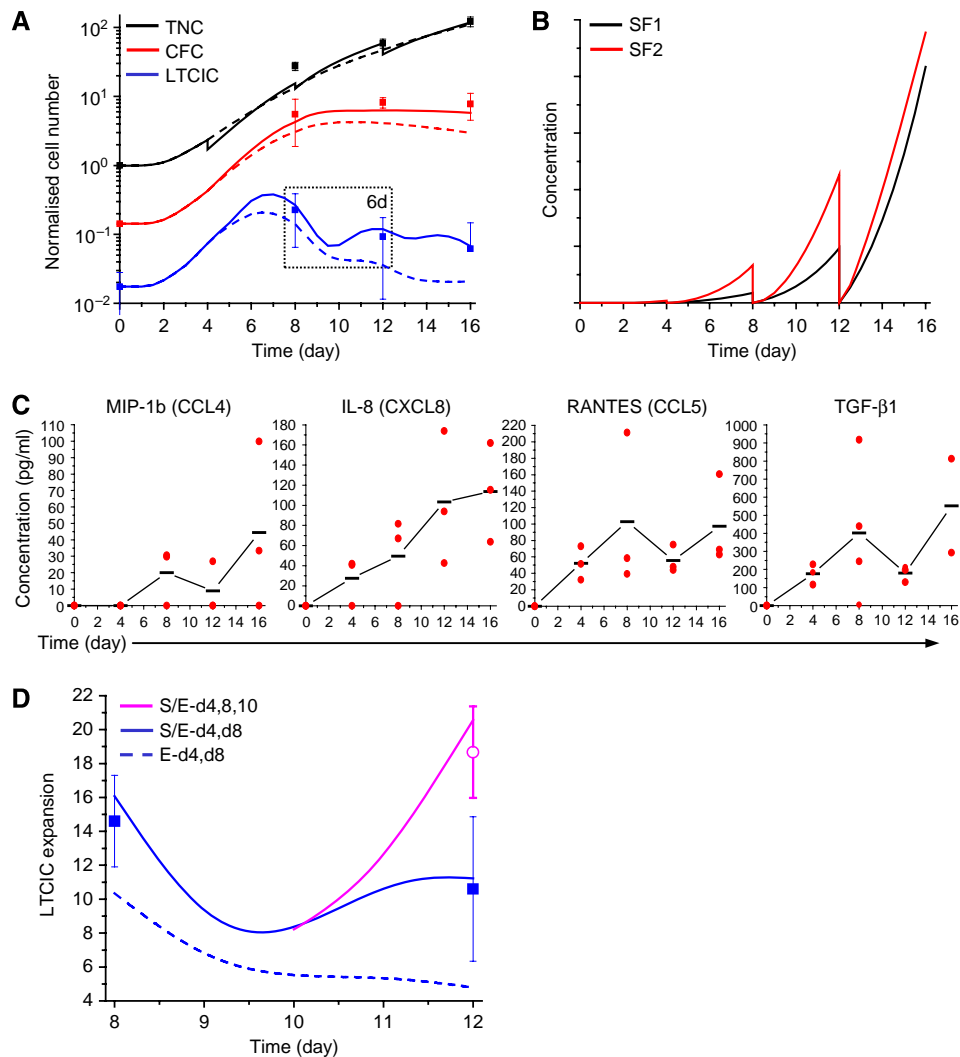 A
TNC
CFC
LTCIC
6d
Normalised cell number
10² 10¹ 10⁰ 10⁻¹ 10⁻²
0 2 4 6 8 10 12 14 16
Time (day)
B
SF1
SF2
Concentration
0 2 4 6 8 10 12 14 16
Time (day)
C
MIP-1b (CCL4)
IL-8 (CXCL8)
RANTES (CCL5)
TGF-β1
Concentration (pg/ml)
110 100 90 80 70 60 50 40 30 20 10 0
0 2 4 6 8 10 12 14 16
180 160 140 120 100 80 60 40 20 0
0 2 4 6 8 10 12 14 16
220 200 180 160 140 120 100 80 60 40 20 0
0 2 4 6 8 10 12 14 16
1000 900 800 700 600 500 400 300 200 100 0
0 2 4 6 8 10 12 14 16
Time (day)
D
S/E-d4,8,10
S/E-d4,d8
E-d4,d8
LTCIC expansion
22 20 18 16 14 12 10 8 6 4
8 9 10 11 12
Time (day)